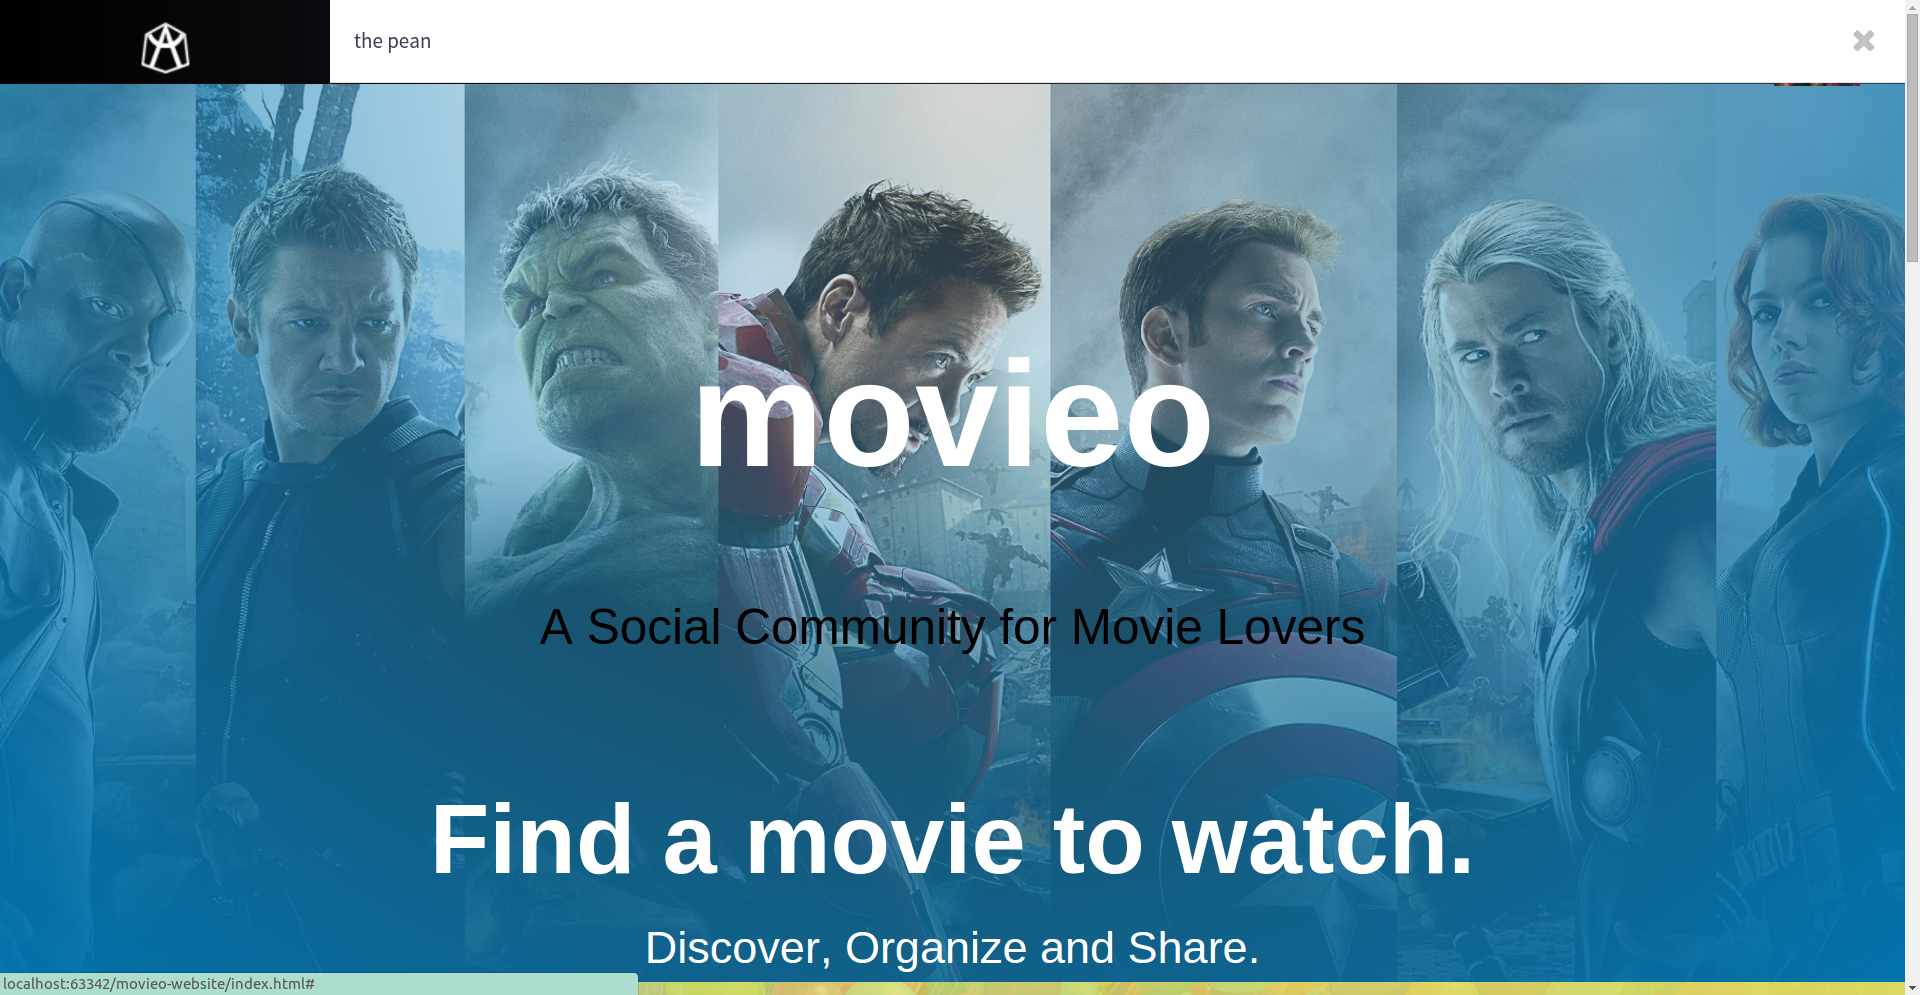 the pean
movieo
A Social Community for Movie Lovers
Find a movie to watch.
Discover, Organize and Share.
localhost:63342/movieo-website/index.html#